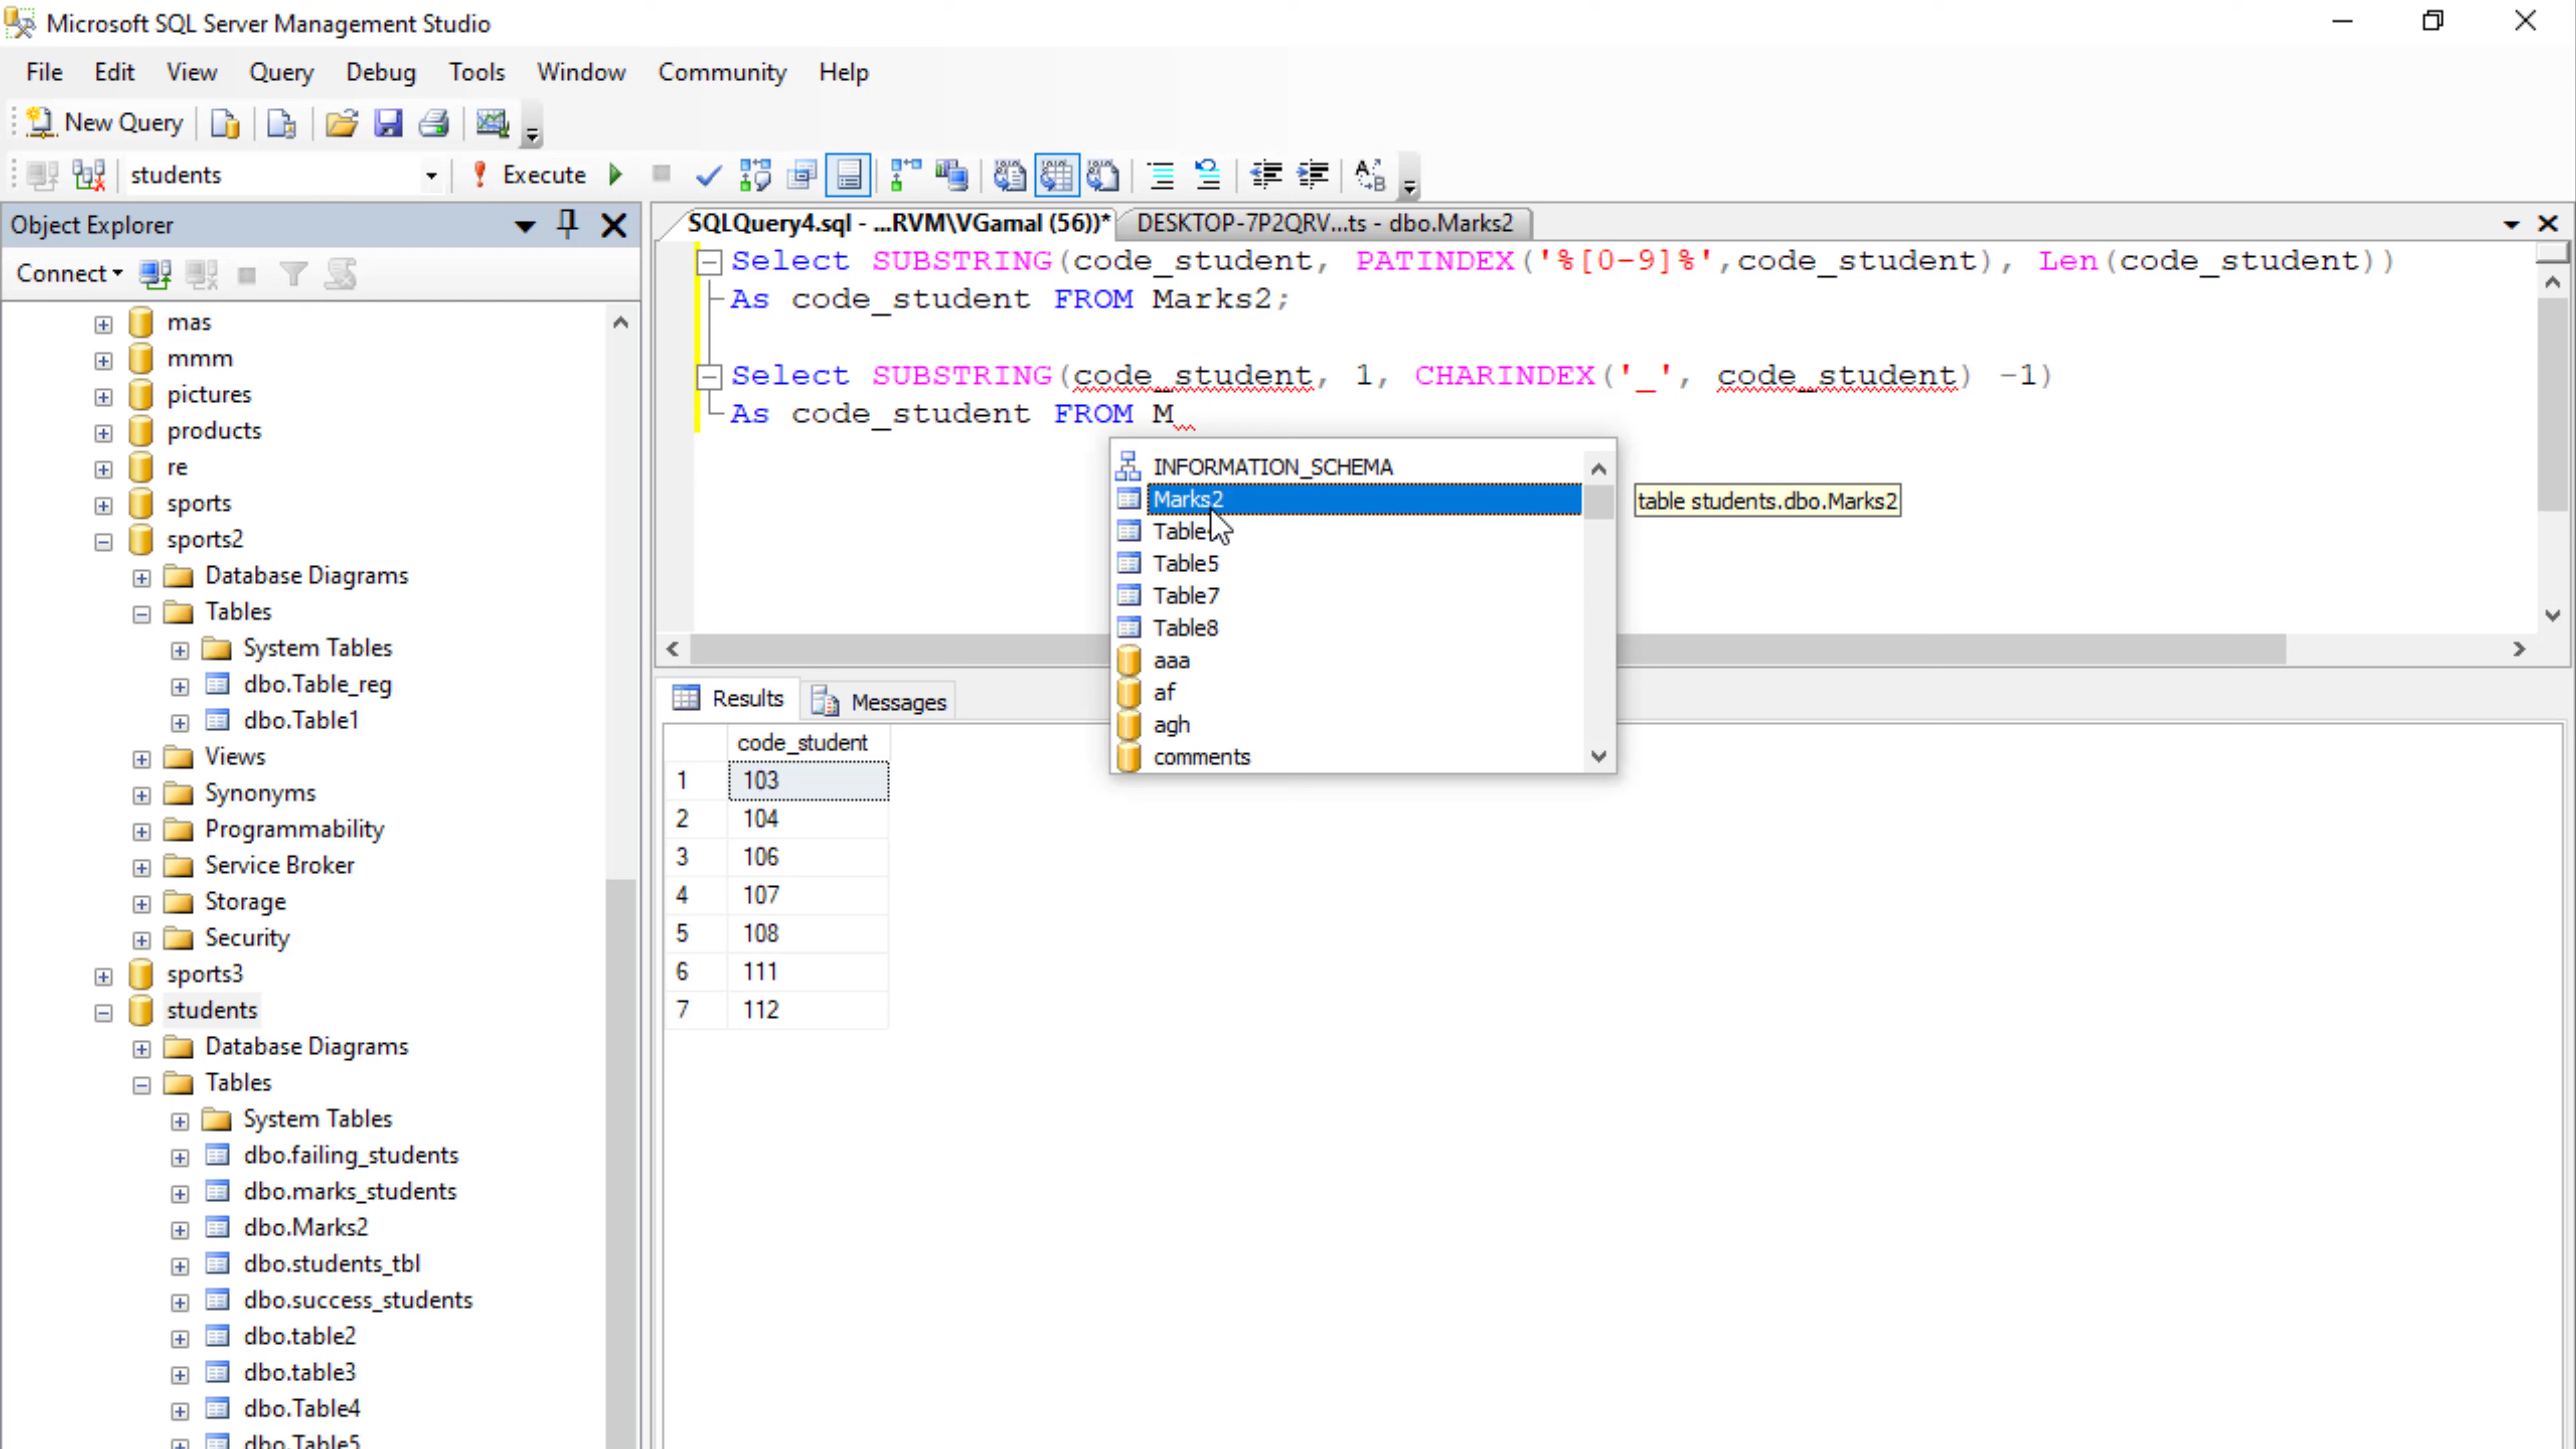 Microsoft SQL Server Management Studio
File Edit View Query Debug Tools Window Community Help
New Query
students Execute
Object Explorer
Connect
mas
mmm
pictures
products
re
sports
sports2
Database Diagrams
Tables
System Tables
dbo.Table_reg
dbo.Table1
Views
Synonyms
Programmability
Service Broker
Storage
Security
sports3
students
Database Diagrams
Tables
System Tables
dbo.failing_students
dbo.marks_students
dbo.Marks2
dbo.students_tbl
dbo.success_students
dbo.table2
dbo.table3
dbo.Table4
dbo.Table5
SQLQuery4.sql - ...RVM\VGamal (56))* DESKTOP-7P2QRV...ts - dbo.Marks2
Select SUBSTRING(code_student, PATINDEX('%[0-9]%',code_student), Len(code_student))
As code_student FROM Marks2;
Select SUBSTRING(code_student, 1, CHARINDEX('_', code_student) -1)
As code_student FROM M
INFORMATION_SCHEMA
Marks2
table students.dbo.Marks2
Table5
Table7
Table8
aaa
af
agh
comments
Results Messages
code_student
1 103
2 104
3 106
4 107
5 108
6 111
7 112